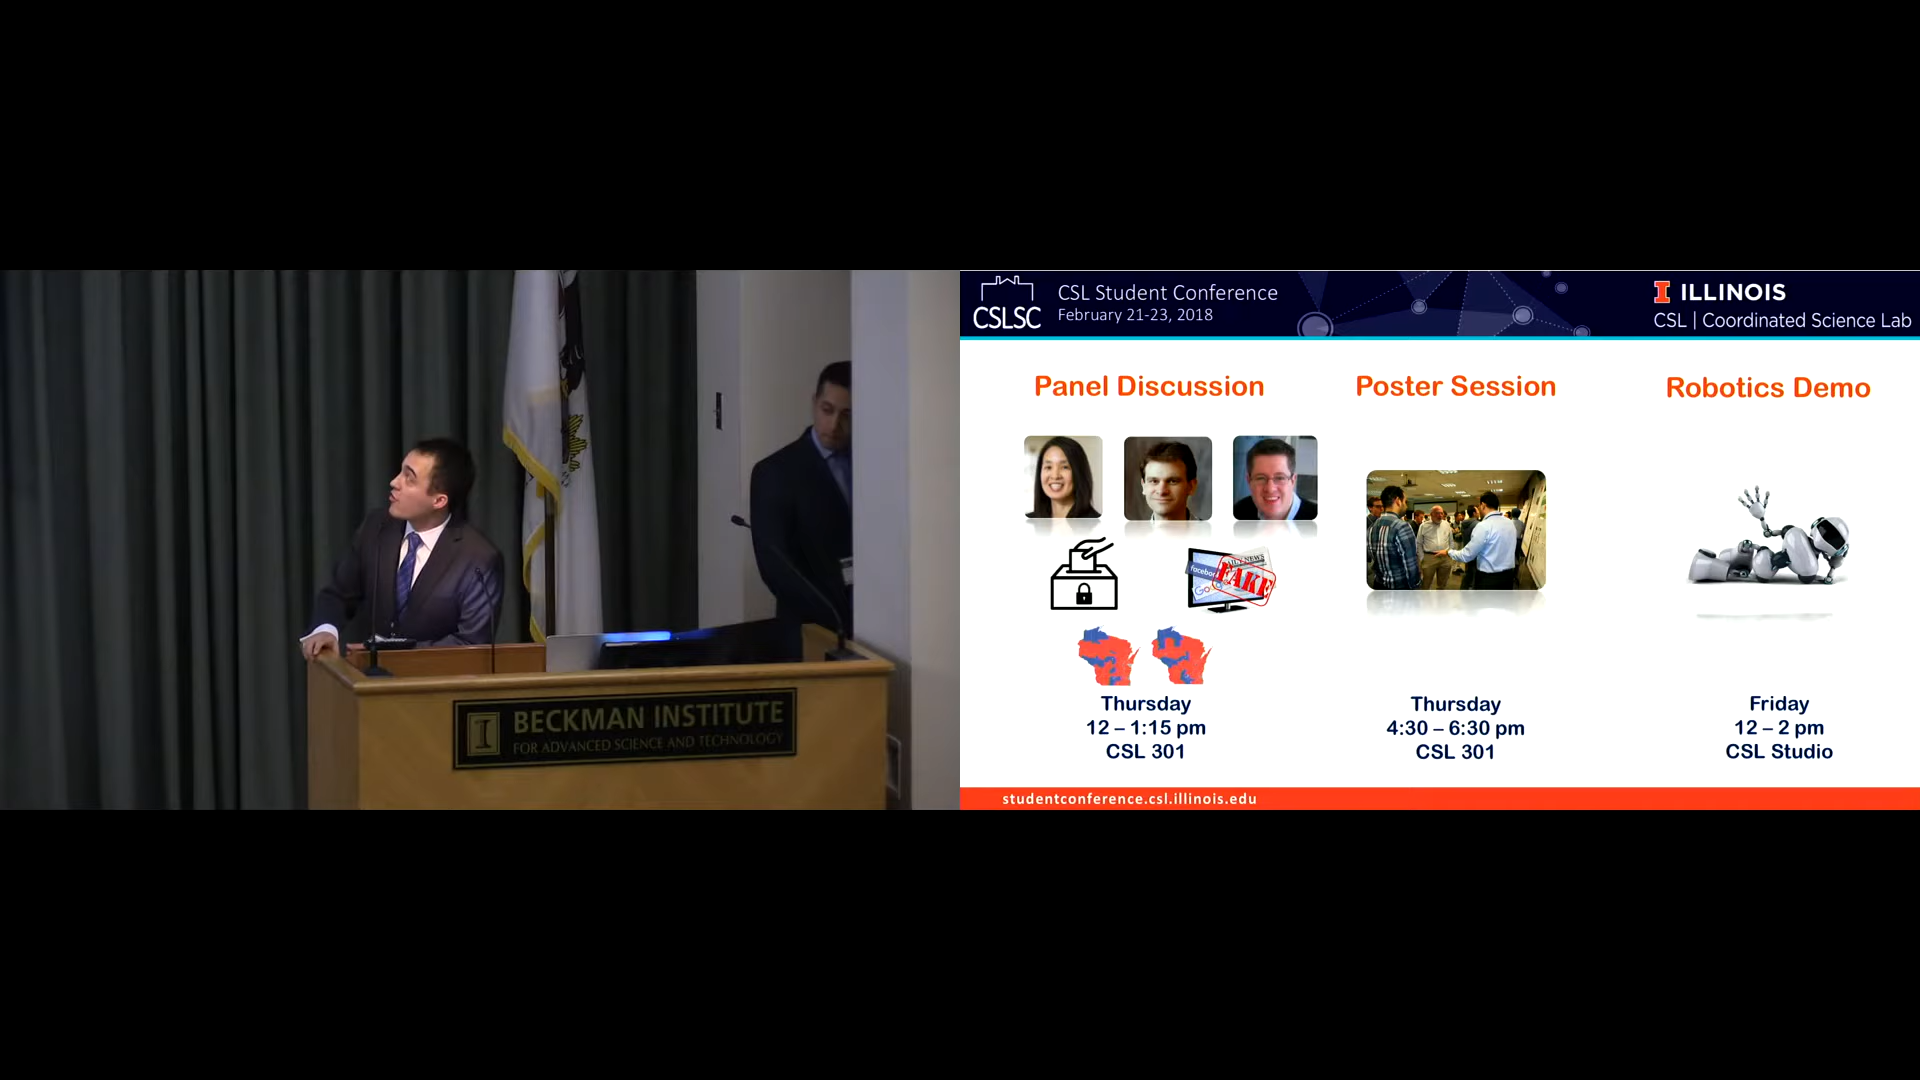 BECKMAN INSTITUTE
FOR ADVANCED SCIENCE AND TECHNOLOGY
CSLSC
CSL Student Conference
February 21-23, 2018
ILLINOIS
CSL | Coordinated Science Lab
Panel Discussion
Poster Session
Robotics Demo
NEWS
facebook
FAKE
Thursday
12 – 1:15 pm
CSL 301
Thursday
4:30 – 6:30 pm
CSL 301
Friday
12 – 2 pm
CSL Studio
studentconference.csl.illinois.edu